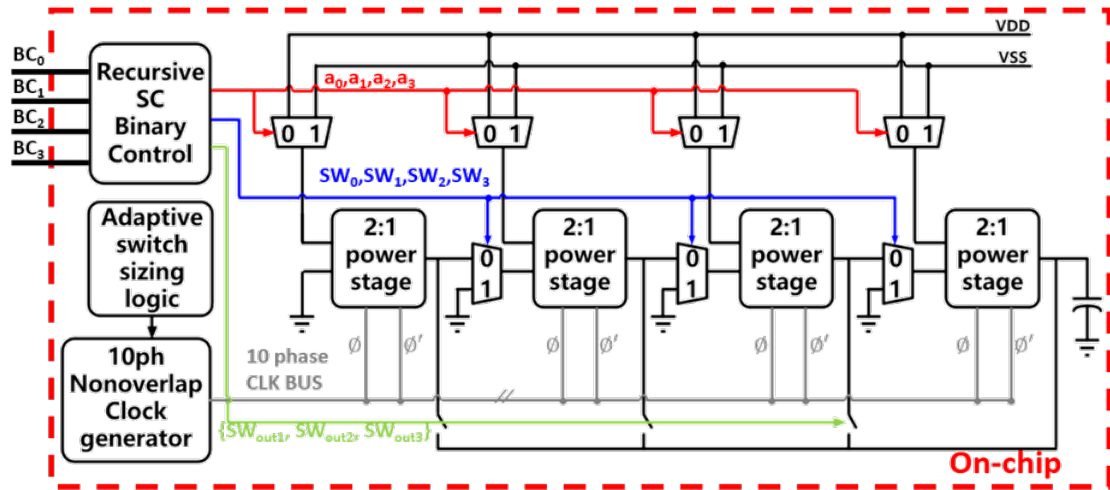 VDD
VSS
BC₀
BC₁
BC₂
BC₃
Recursive
SC
Binary
Control
a₀,a₁,a₂,a₃
0 1
0 1
0 1
0 1
SW₀,SW₁,SW₂,SW₃
Adaptive
switch
sizing
logic
2:1
power
stage
0
1
2:1
power
stage
0
1
2:1
power
stage
0
1
2:1
power
stage
Ø Ø'
Ø Ø'
Ø Ø'
Ø Ø'
10ph
Nonoverlap
Clock
generator
10 phase
CLK BUS
{SWout1, SWout2, SWout3}
On-chip